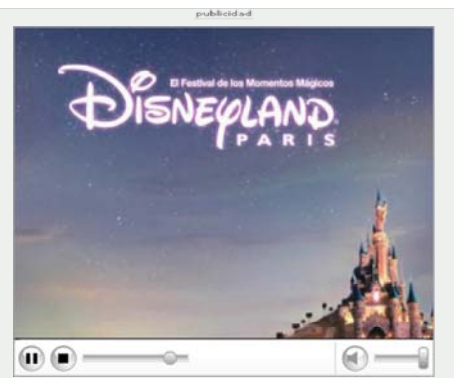 publicidad
El Festival de los Momentos Mágicos
DISNEYLAND
PARIS